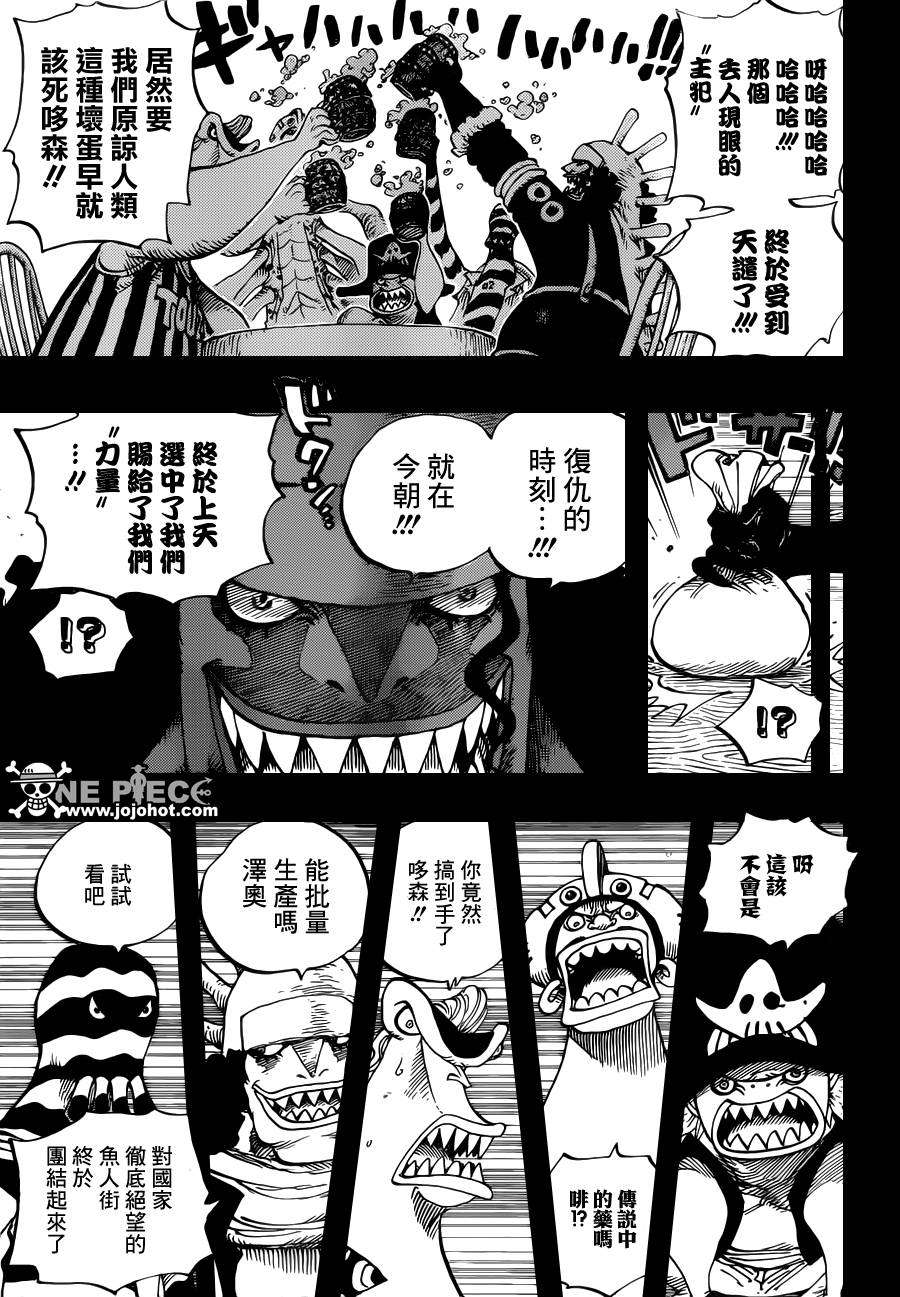 呀哈哈哈哈
哈哈哈!!!
那個
丟人現眼的
“主犯”
終於受到
天譴了!!!
居然要
我們原諒人類
這種壞蛋早就
該死哆森!!
ギャハハハハ!!!
TOU
復仇的
時刻…
!!!
就在
今朝
!!!
ドクン
終於上天
選中了我們
賜給了我們
“力量”
…!!
!?
!?
ONE PIECE
www.jojohot.com
呀
這該
不會是
傳説中
的藥嗎
啡!?
你竟然
搞到手了
哆森!!
能批量
生產嗎
澤奧
試試
看吧
對國家
徹底絕望的
魚人街
終於
團結起來了